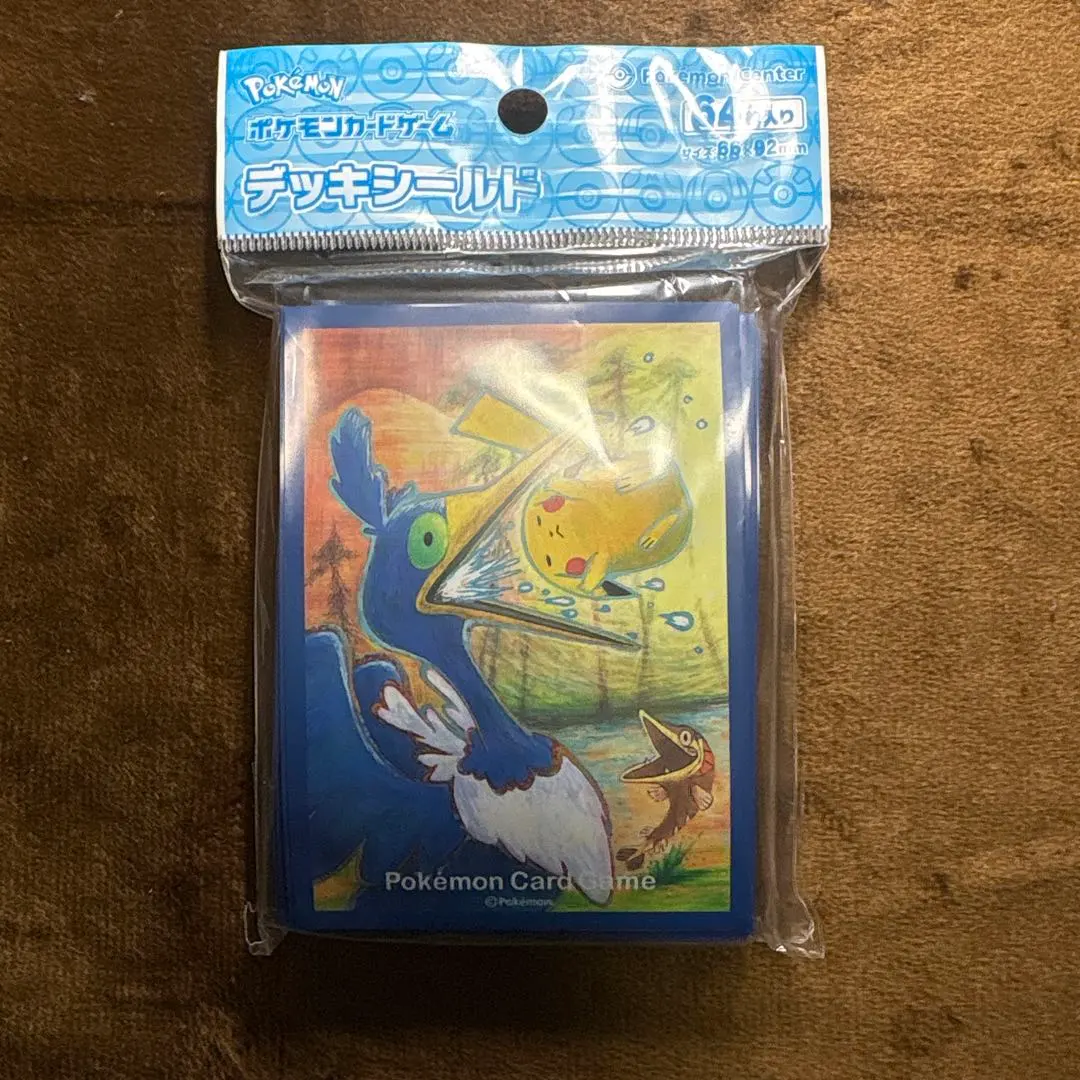 POKéMON
Pokémon Center
ポケモンカードゲーム
64枚入り
サイズ:66×92mm
デッキシールド
Pokémon Card Game
©Pokémon